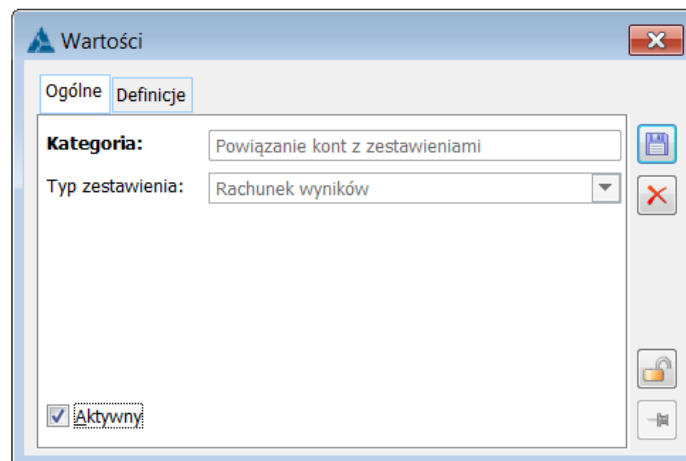 Wartości
Ogólne Definicje
Kategoria: Powiązanie kont z zestawieniami
Typ zestawienia: Rachunek wyników
Aktywny